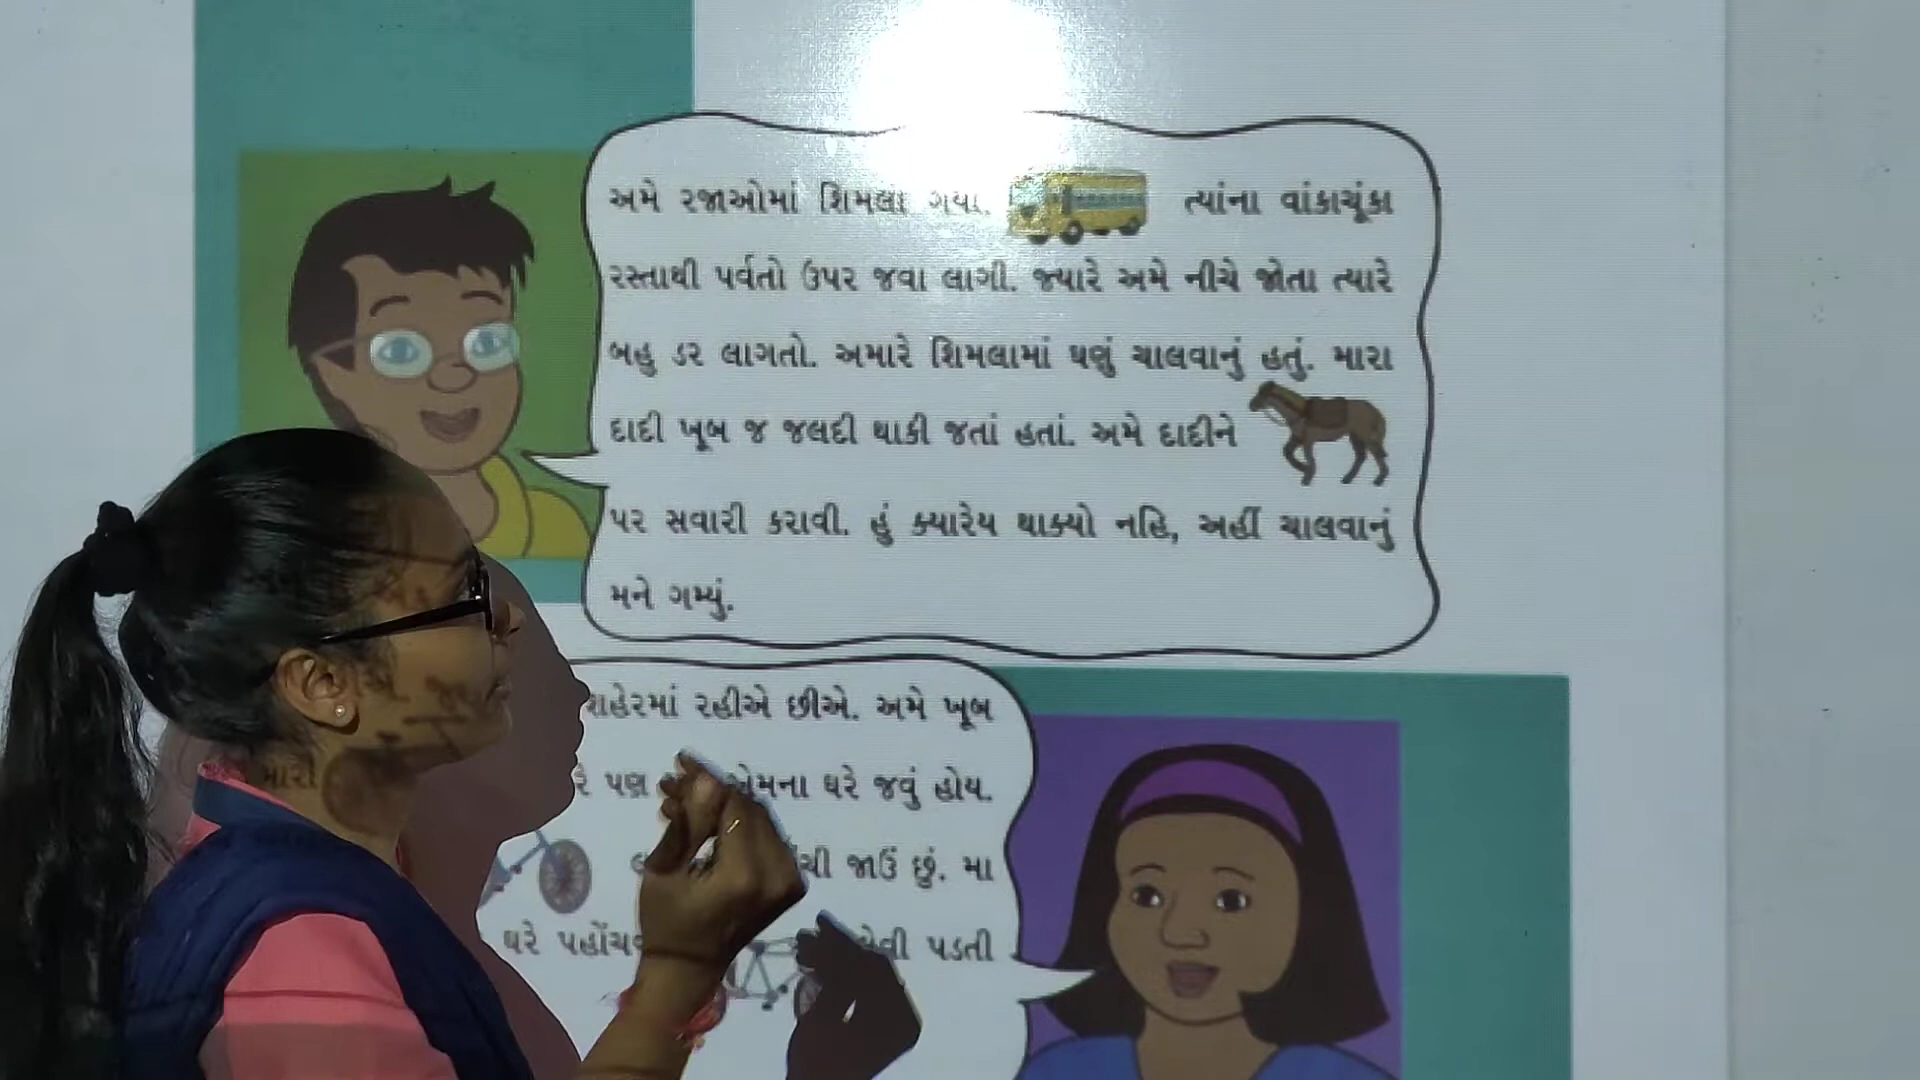 અમે રજાઓમાં શિમલા ગયા. ત્યાંના વાંકાચૂંકા
રસ્તાથી પર્વતો ઉપર જવા લાગી. જ્યારે અમે નીચે જોતા ત્યારે
બહુ ડર લાગતો. અમારે શિમલામાં ઘણું ચાલવાનું હતું. મારા
દાદી ખૂબ જ જલદી થાકી જતાં હતાં. અમે દાદીને
પર સવારી કરાવી. હું ક્યારેય થાક્યો નહિ, અહીં ચાલવાનું
મને ગમ્યું.
શહેરમાં રહીએ છીએ. અમે ખૂબ
પણ એમના ઘરે જવું હોય.
જાઉં છું. મા
ઘરે પડતી